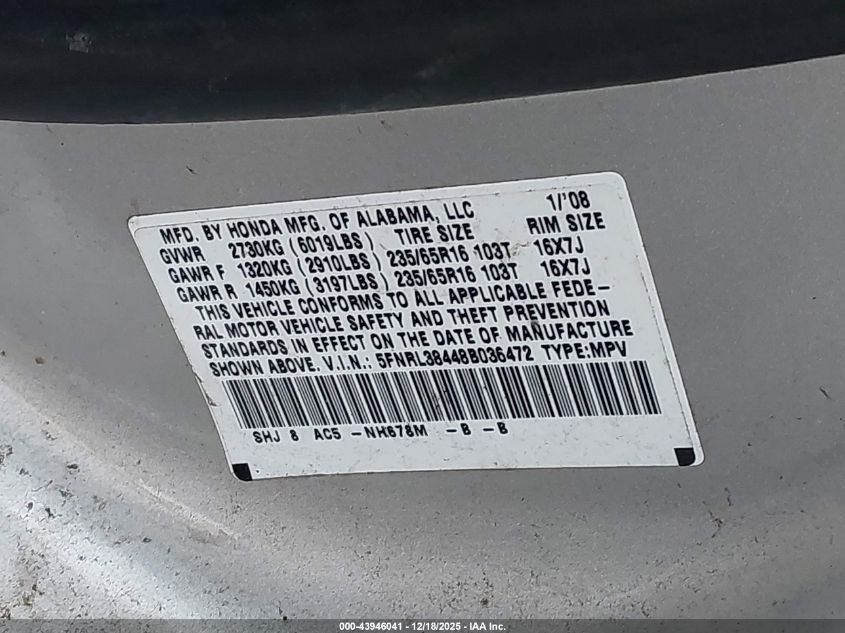 MFD. BY HONDA MFG. OF ALABAMA, LLC 1/'08
GVWR 2730KG (6019LBS) TIRE SIZE RIM SIZE
GAWR F 1320KG (2910LBS) 235/65R16 103T 16X7J
GAWR R 1450KG (3197LBS) 235/65R16 103T 16X7J
THIS VEHICLE CONFORMS TO ALL APPLICABLE FEDE-
RAL MOTOR VEHICLE SAFETY AND THEFT PREVENTION
STANDARDS IN EFFECT ON THE DATE OF MANUFACTURE
SHOWN ABOVE. V.I.N.: 5FNRL38448B036472 TYPE:MPV
SHJ 8 AC5 -NH678M -B -B
000-43946041 - 12/18/2025 - IAA Inc.